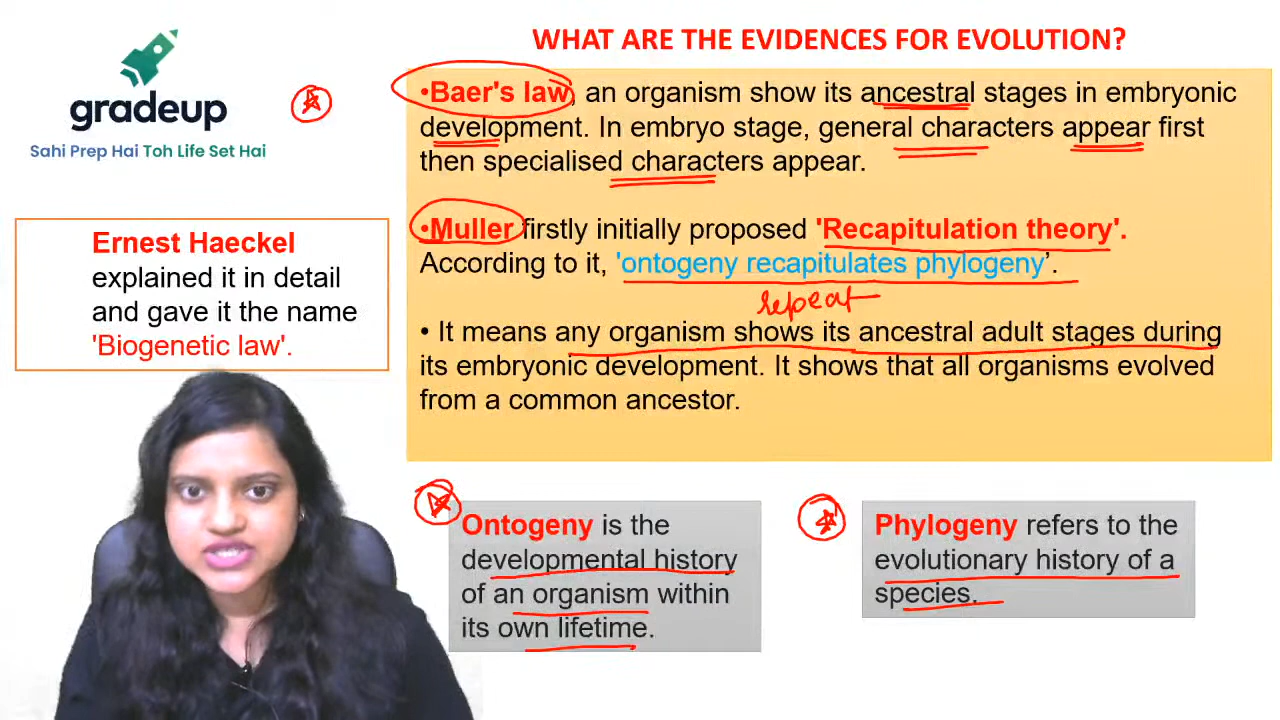 WHAT ARE THE EVIDENCES FOR EVOLUTION?
gradeup
Sahi Prep Hai Toh Life Set Hai
•Baer's law, an organism show its ancestral stages in embryonic
development. In embryo stage, general characters appear first
then specialised characters appear.
•Muller firstly initially proposed 'Recapitulation theory'.
According to it, 'ontogeny recapitulates phylogeny’.
repeat
• It means any organism shows its ancestral adult stages during
its embryonic development. It shows that all organisms evolved
from a common ancestor.
Ernest Haeckel
explained it in detail
and gave it the name
'Biogenetic law'.
Ontogeny is the
developmental history
of an organism within
its own lifetime.
Phylogeny refers to the
evolutionary history of a
species.